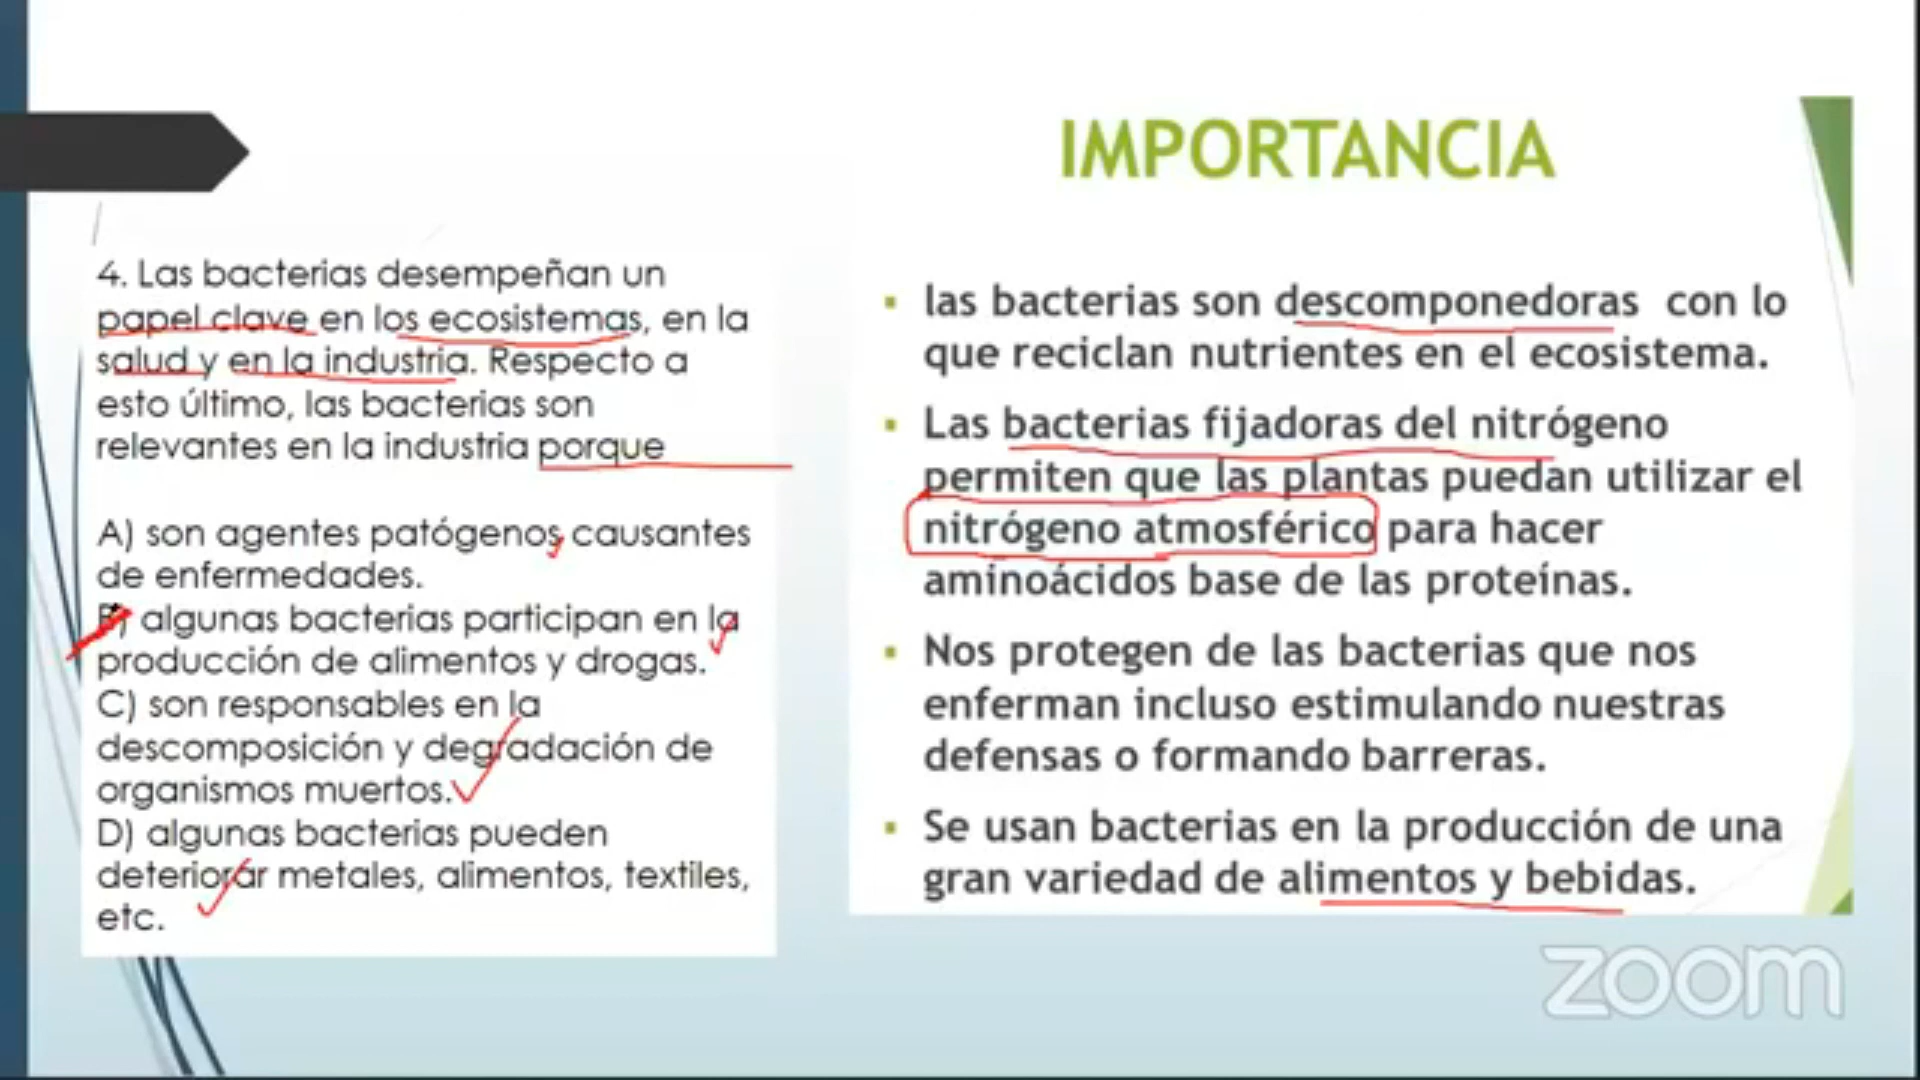 4. Las bacterias desempeñan un
papel clave en los ecosistemas, en la
salud y en la industria. Respecto a
esto último, las bacterias son
relevantes en la industria porque
A) son agentes patógenos causantes
de enfermedades.
B) algunas bacterias participan en la
producción de alimentos y drogas.
C) son responsables en la
descomposición y degradación de
organismos muertos.
D) algunas bacterias pueden
deteriorar metales, alimentos, textiles,
etc.
IMPORTANCIA
▪ las bacterias son descomponedoras con lo
que reciclan nutrientes en el ecosistema.
▪ Las bacterias fijadoras del nitrógeno
permiten que las plantas puedan utilizar el
nitrógeno atmosférico para hacer
aminoácidos base de las proteínas.
▪ Nos protegen de las bacterias que nos
enferman incluso estimulando nuestras
defensas o formando barreras.
▪ Se usan bacterias en la producción de una
gran variedad de alimentos y bebidas.
zoom